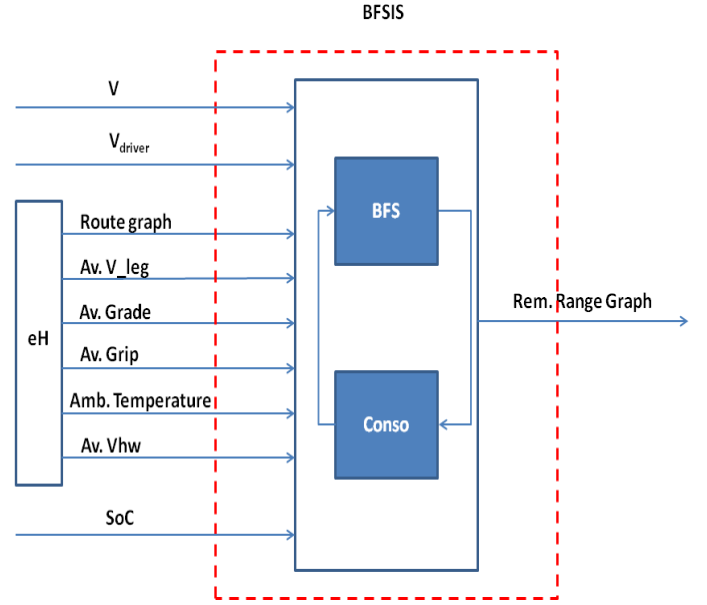 BFSIS
V
Vdriver
Route graph
Av. V_leg
Av. Grade
eH
Av. Grip
Amb. Temperature
Av. Vhw
SoC
BFS
Conso
Rem. Range Graph